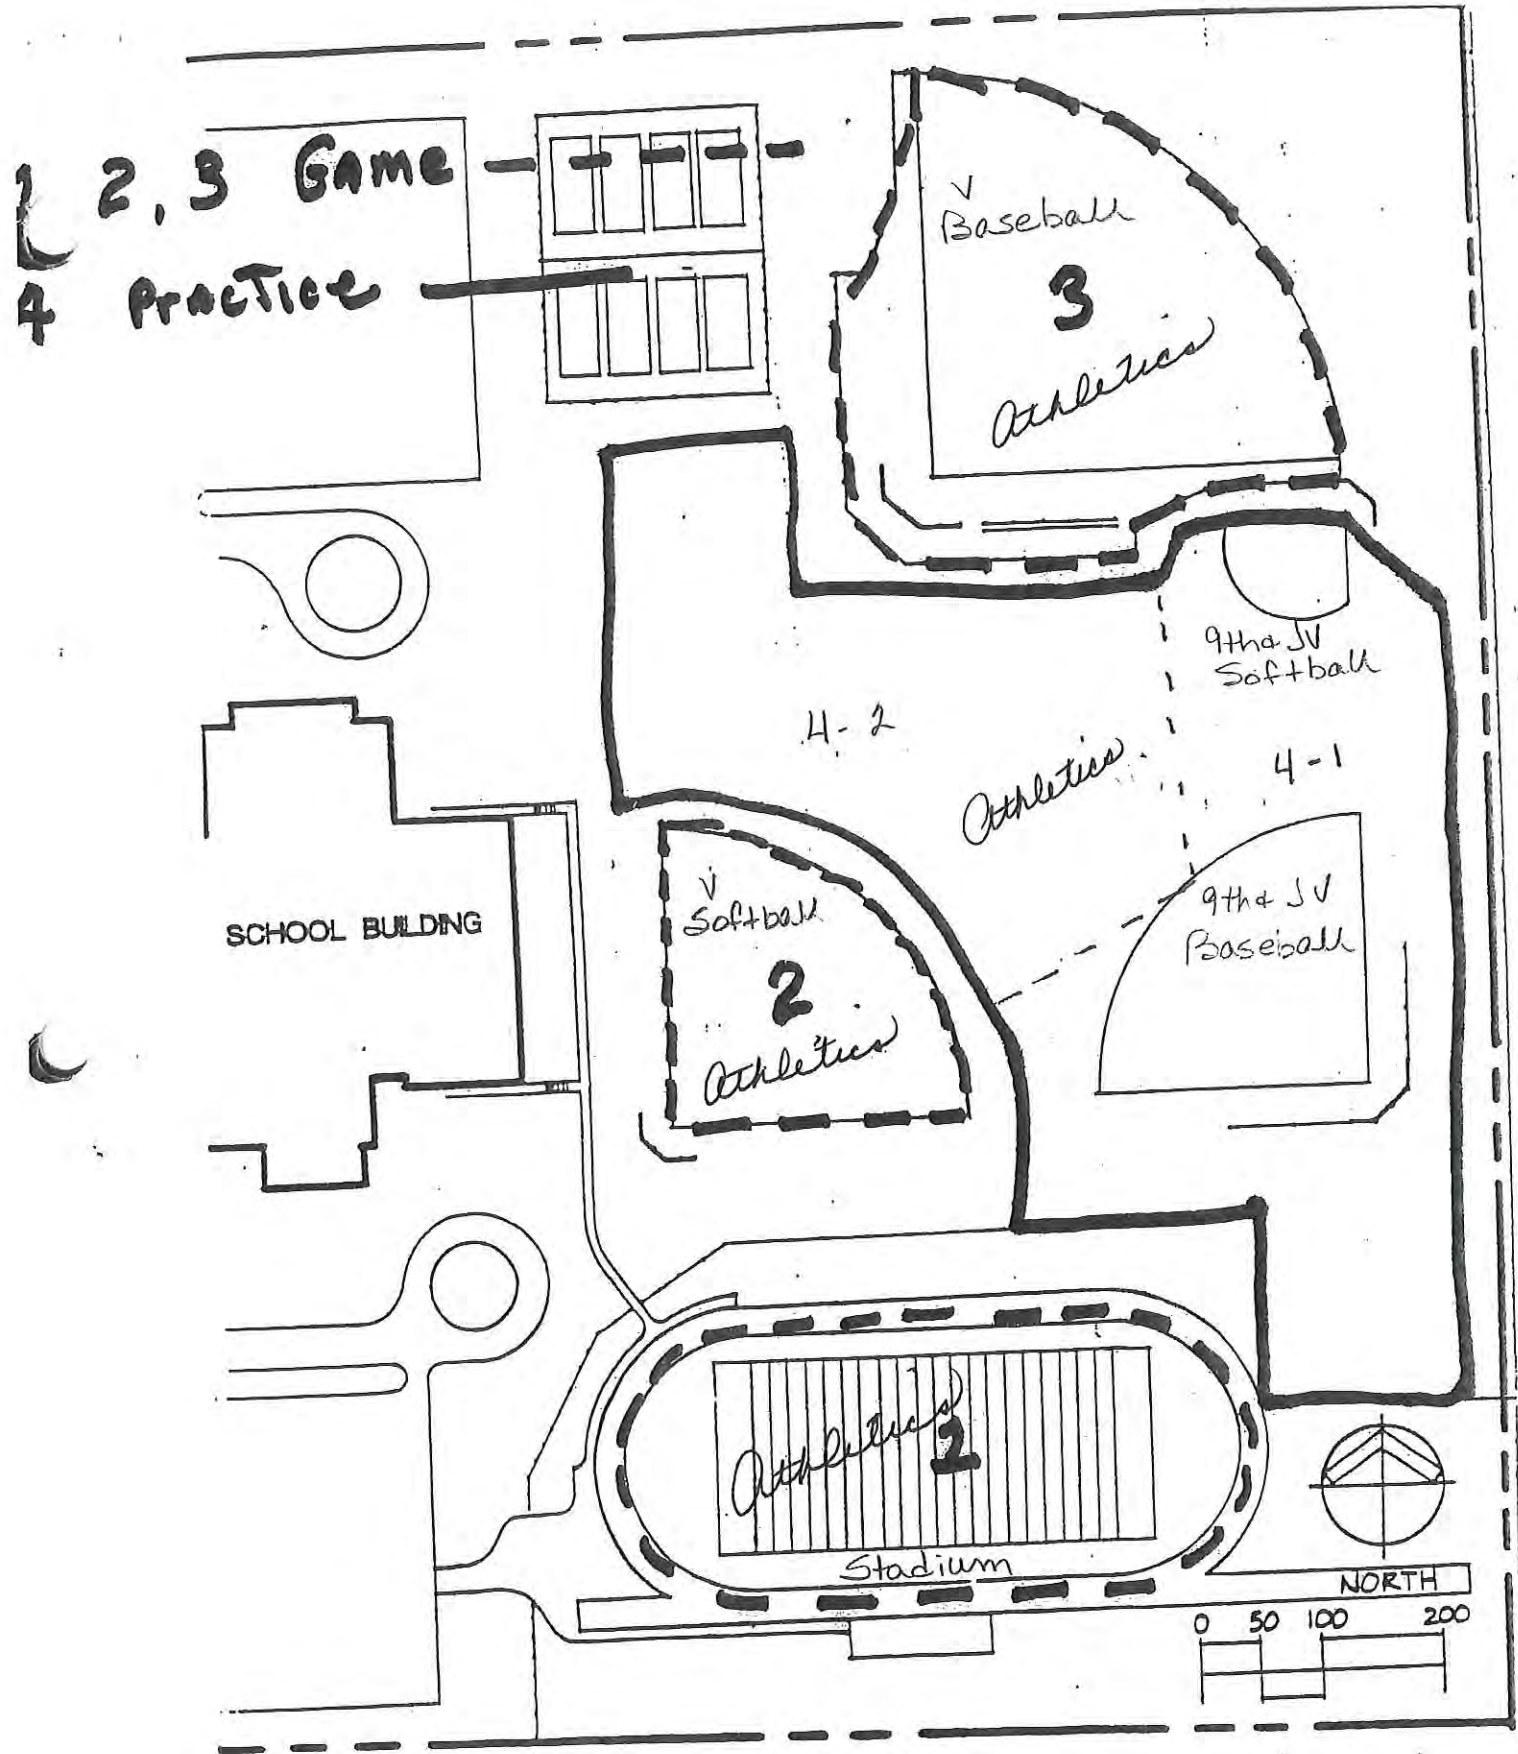 1 2, 3 Game
4 Practice
V
Baseball
3
Athletics
9th & JV
Softball
4-2
Athletics
4-1
V
Softball
2
Athletics
9th & JV
Baseball
SCHOOL BUILDING
Athletics
1
Stadium
NORTH
0 50 100 200